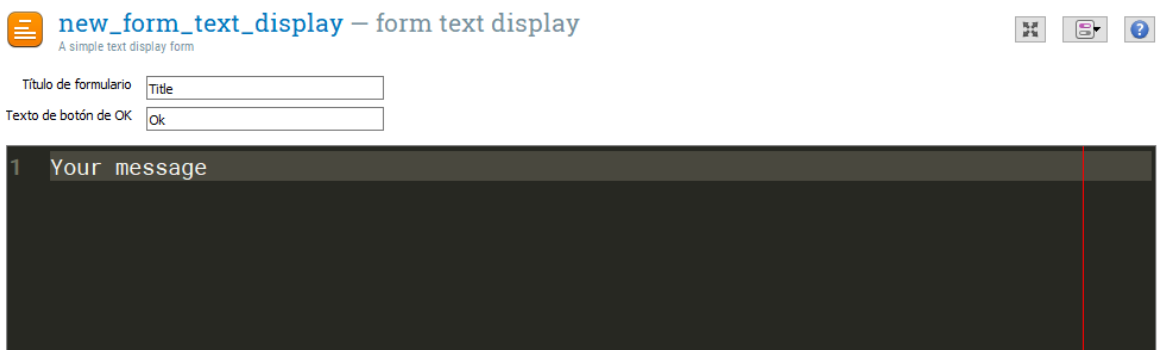 new_form_text_display — form text display
A simple text display form
Título de formulario Title
Texto de botón de OK Ok
1 Your message